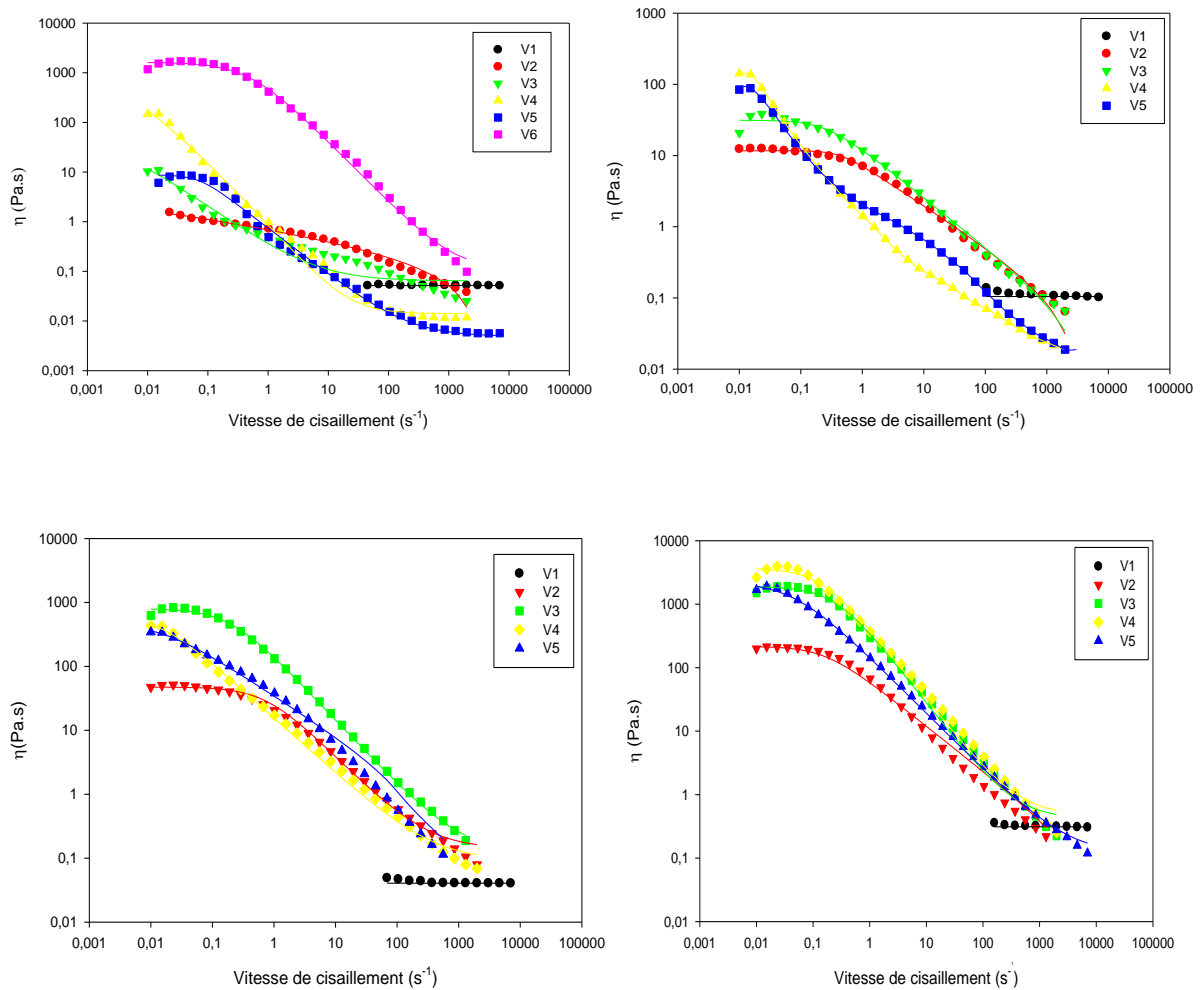 10000
1000
100
10
1
0,1
0,01
0,001
η (Pa.s)
V1
V2
V3
V4
V5
V6
0,001 0,01 0,1 1 10 100 1000 10000 100000
Vitesse de cisaillement (s-1)
1000
100
10
1
0,1
0,01
η (Pa.s)
V1
V2
V3
V4
V5
0,001 0,01 0,1 1 10 100 1000 10000 100000
Vitesse de cisaillement (s-1)
10000
1000
100
10
1
0,1
0,01
η(Pa.s)
V1
V2
V3
V4
V5
0,001 0,01 0,1 1 10 100 1000 10000 100000
Vitesse de cisaillement (s-1)
10000
1000
100
10
1
0,1
0,01
η (Pa.s)
V1
V2
V3
V4
V5
0,001 0,01 0,1 1 10 100 1000 10000 100000
Vitesse de cisaillement (s-)